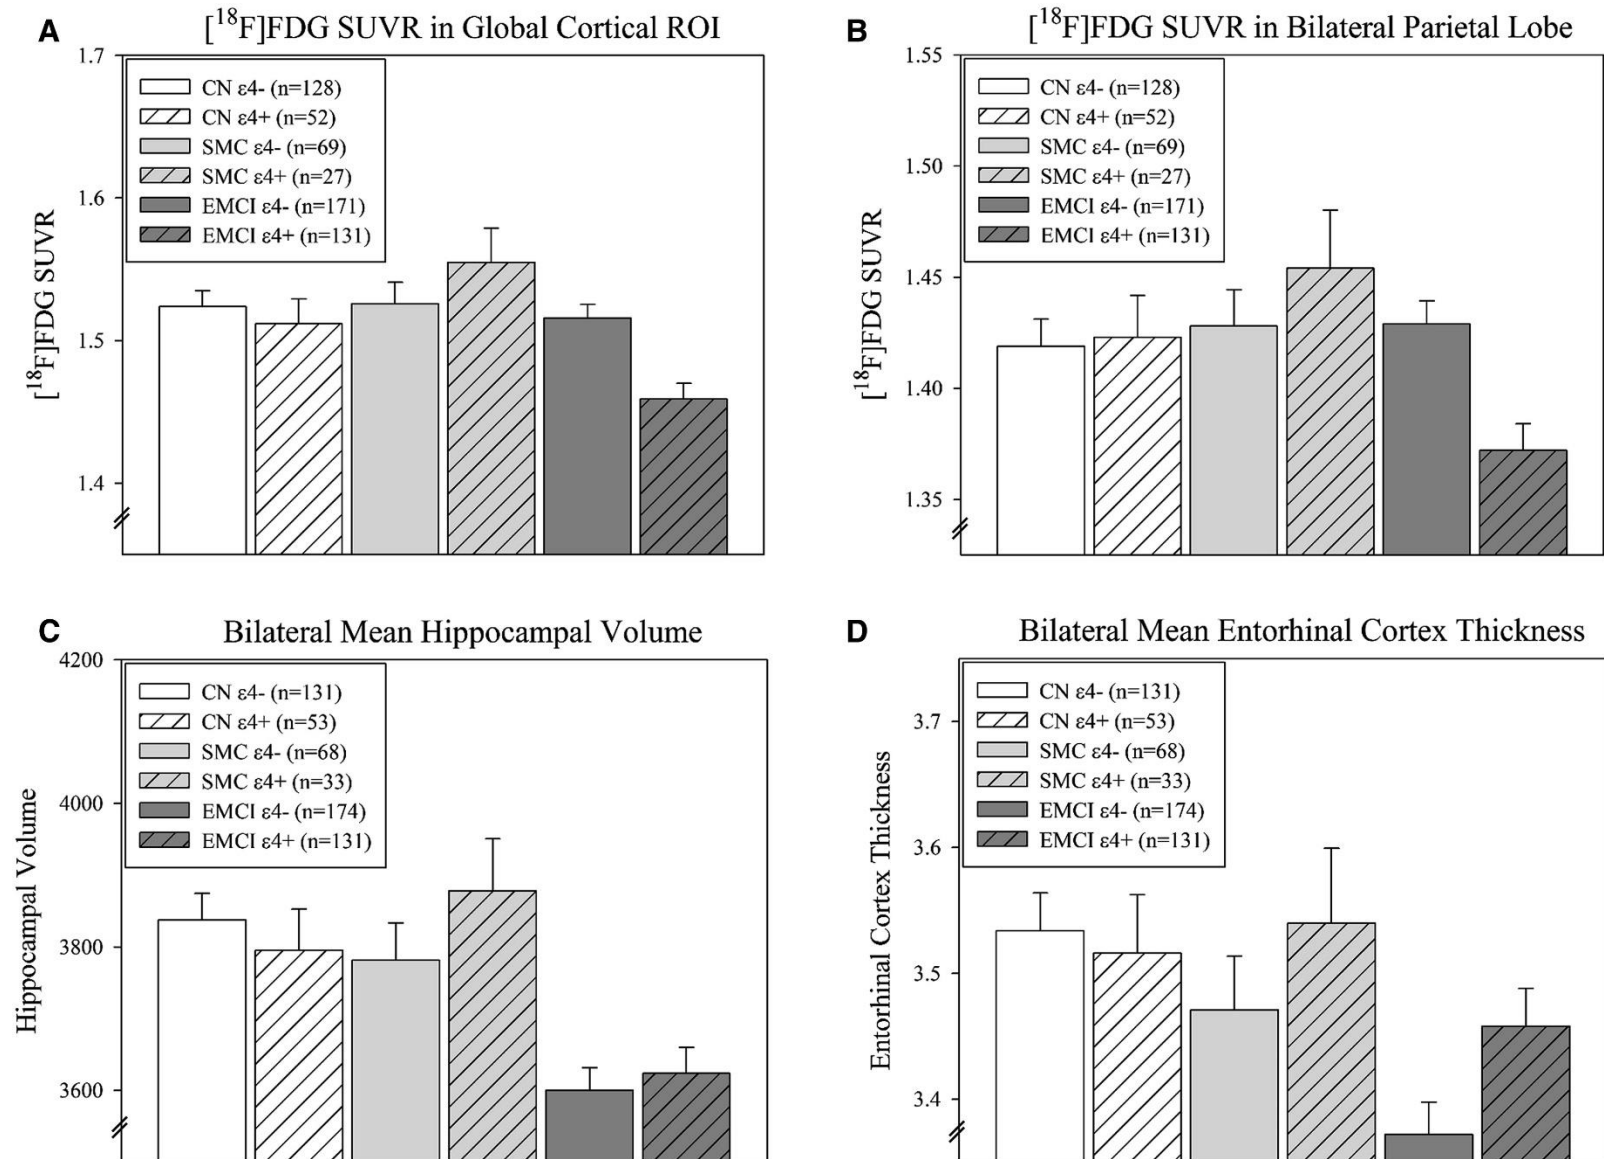 A
[18F]FDG SUVR in Global Cortical ROI
1.7
1.6
1.5
1.4
[18F]FDG SUVR
CN ε4- (n=128)
CN ε4+ (n=52)
SMC ε4- (n=69)
SMC ε4+ (n=27)
EMCI ε4- (n=171)
EMCI ε4+ (n=131)
B
[18F]FDG SUVR in Bilateral Parietal Lobe
1.55
1.50
1.45
1.40
1.35
[18F]FDG SUVR
CN ε4- (n=128)
CN ε4+ (n=52)
SMC ε4- (n=69)
SMC ε4+ (n=27)
EMCI ε4- (n=171)
EMCI ε4+ (n=131)
C
Bilateral Mean Hippocampal Volume
4200
4000
3800
3600
Hippocampal Volume
CN ε4- (n=131)
CN ε4+ (n=53)
SMC ε4- (n=68)
SMC ε4+ (n=33)
EMCI ε4- (n=174)
EMCI ε4+ (n=131)
D
Bilateral Mean Entorhinal Cortex Thickness
3.7
3.6
3.5
3.4
Entorhinal Cortex Thickness
CN ε4- (n=131)
CN ε4+ (n=53)
SMC ε4- (n=68)
SMC ε4+ (n=33)
EMCI ε4- (n=174)
EMCI ε4+ (n=131)